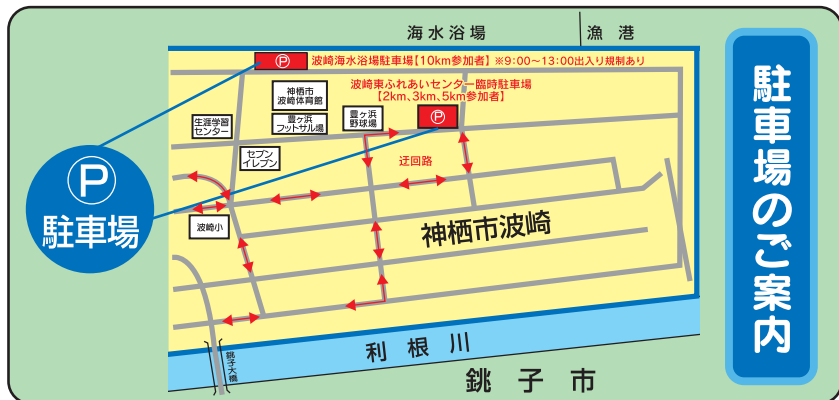 海水浴場
漁港
P
波崎海水浴場駐車場【10km参加者】 ※9:00～13:00出入り規制あり
波崎東ふれあいセンター臨時駐車場
【2km、3km、5km参加者】
P
神栖市
波崎体育館
生涯学習
センター
豊ヶ浜
フットサル場
豊ヶ浜
野球場
セブン
イレブン
迂回路
P
駐車場
波崎小
神栖市波崎
利根川
銚子大橋
銚子市
駐車場のご案内